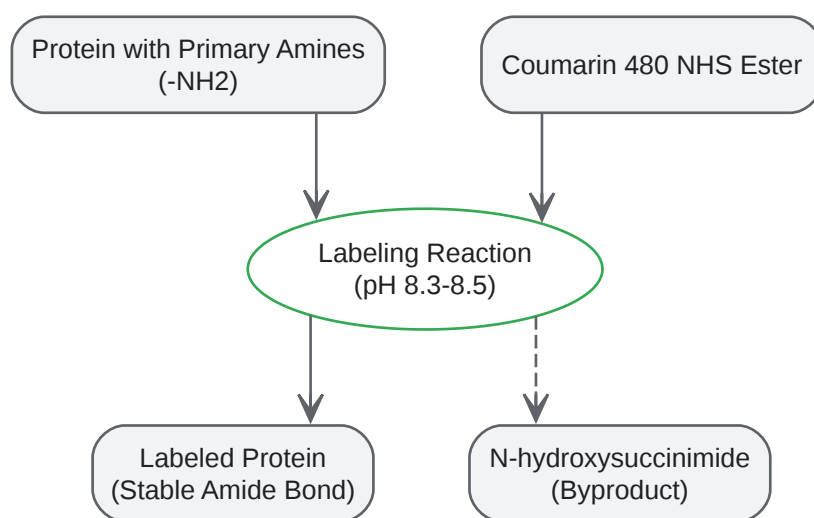 Protein with Primary Amines
(-NH2)
Coumarin 480 NHS Ester
Labeling Reaction
(pH 8.3-8.5)
Labeled Protein
(Stable Amide Bond)
N-hydroxysuccinimide
(Byproduct)